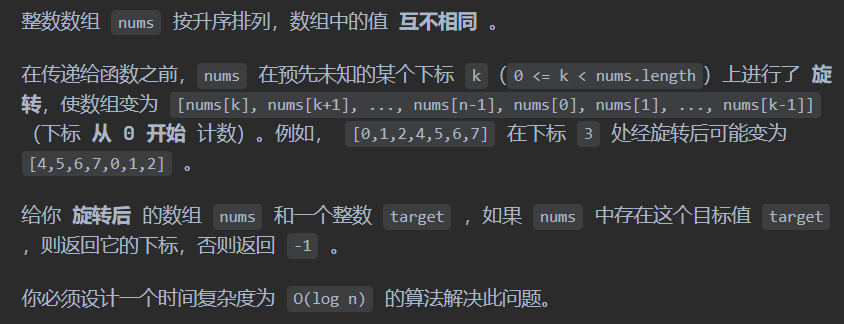 整数数组 nums 按升序排列，数组中的值 互不相同 。
在传递给函数之前，nums 在预先未知的某个下标 k（0 <= k < nums.length）上进行了 旋
转，使数组变为 [nums[k], nums[k+1], ..., nums[n-1], nums[0], nums[1], ..., nums[k-1]]
（下标 从 0 开始 计数）。例如， [0,1,2,4,5,6,7] 在下标 3 处经旋转后可能变为
[4,5,6,7,0,1,2] 。
给你 旋转后 的数组 nums 和一个整数 target ，如果 nums 中存在这个目标值 target
，则返回它的下标，否则返回 -1 。
你必须设计一个时间复杂度为 O(log n) 的算法解决此问题。